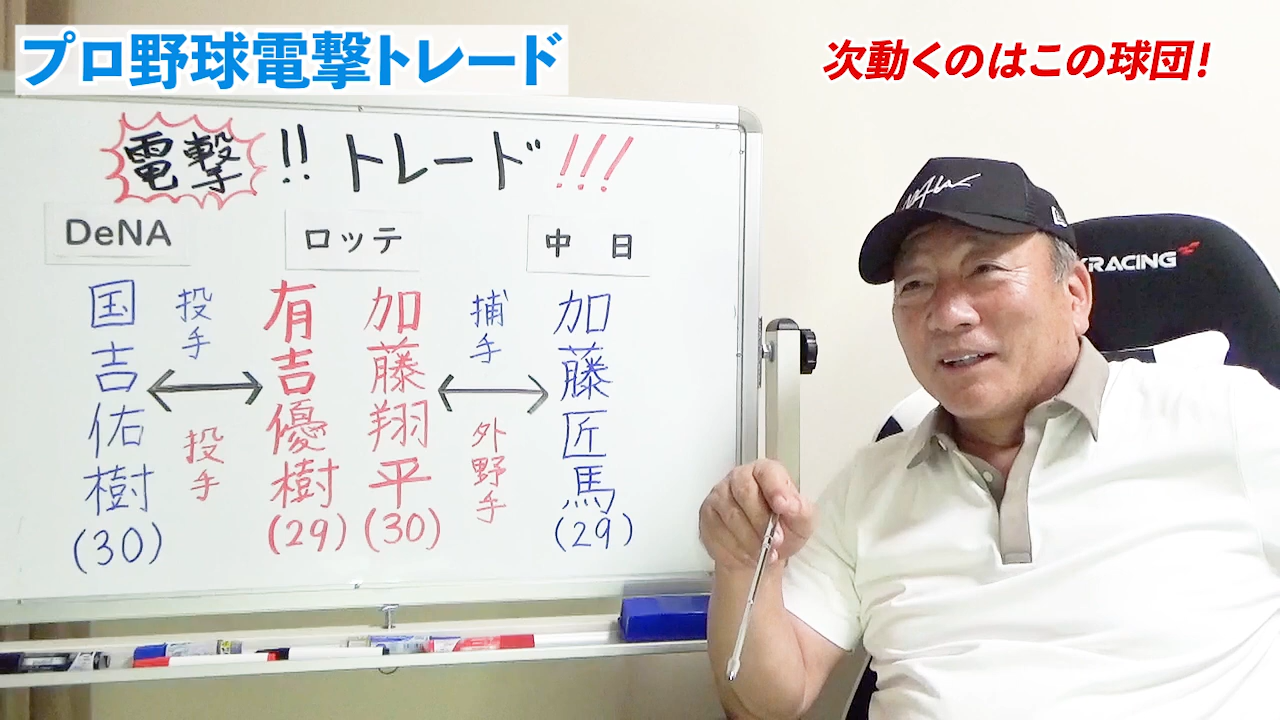 プロ野球電撃トレード
次動くのはこの球団!
電撃!!トレード!!!
DeNA
ロッテ
中 日
国吉佑樹
(30)
投手
投手
有吉優樹
(29)
加藤翔平
(30)
捕手
外野手
加藤匠馬
(29)
RACING